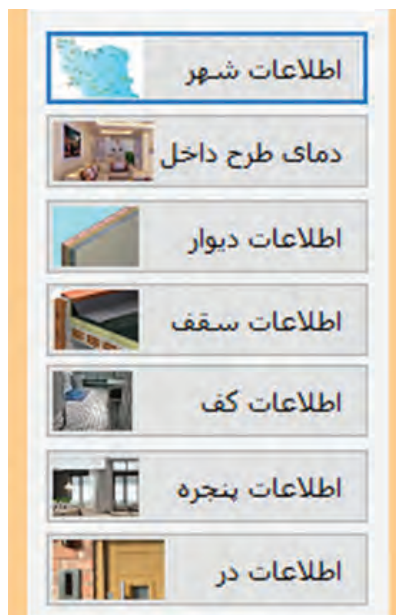 اطلاعات شهر
دمای طرح داخل
اطلاعات دیوار
اطلاعات سقف
اطلاعات کف
اطلاعات پنجره
اطلاعات در